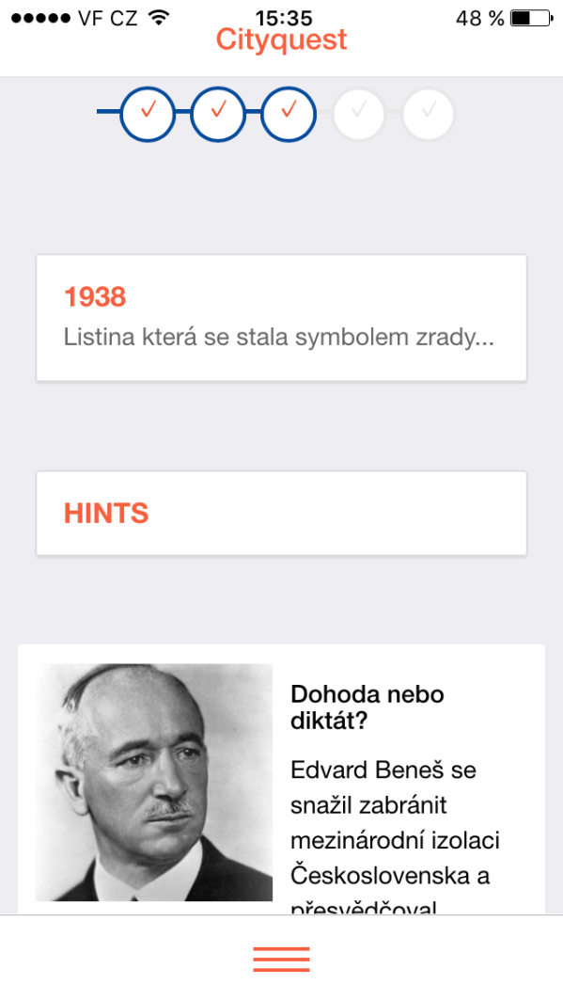 VF CZ 15:35 48 %
Cityquest
1938
Listina která se stala symbolem zrady...
HINTS
Dohoda nebo
diktát?
Edvard Beneš se
snažil zabránit
mezinárodní izolaci
Československa a
přesvědčoval